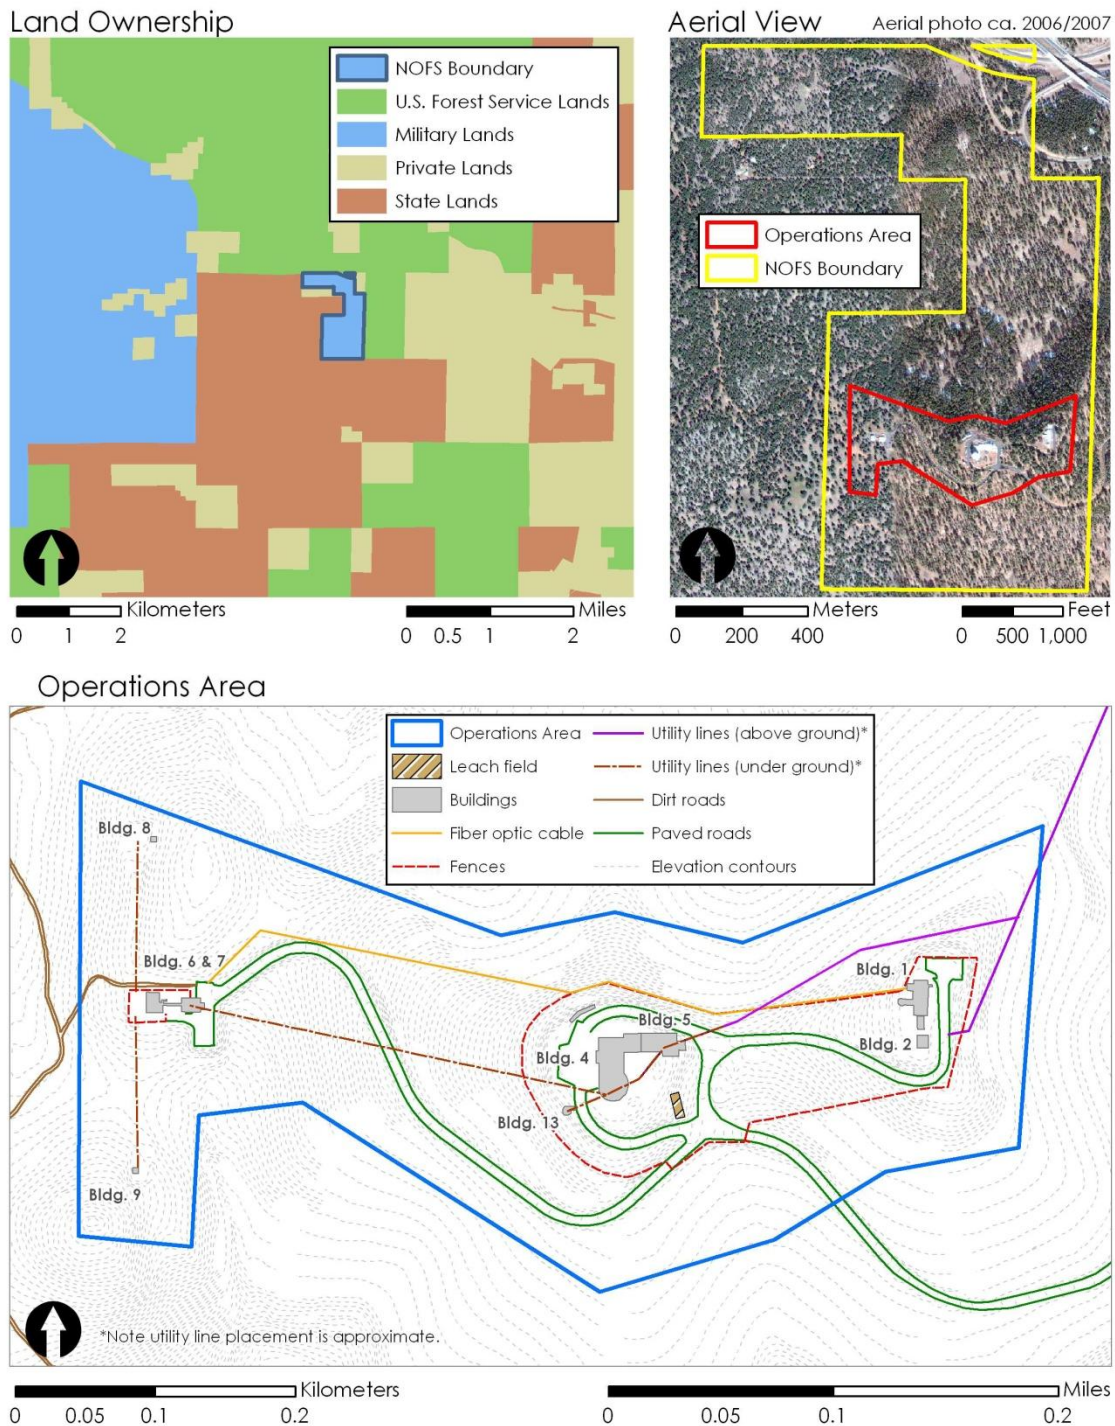 Land Ownership
NOFS Boundary
U.S. Forest Service Lands
Military Lands
Private Lands
State Lands
Kilometers
0 1 2
Miles
0 0.5 1 2
Aerial View
Aerial photo ca. 2006/2007
Operations Area
NOFS Boundary
Meters
0 200 400
Feet
0 500 1,000
Operations Area
Operations Area
Leach field
Buildings
Fiber optic cable
Fences
Utility lines (above ground)*
Utility lines (under ground)*
Dirt roads
Paved roads
Elevation contours
Bldg. 8
Bldg. 6 & 7
Bldg. 1
Bldg. 5
Bldg. 2
Bldg. 4
Bldg. 13
Bldg. 9
*Note utility line placement is approximate.
Kilometers
0 0.05 0.1 0.2
Miles
0 0.05 0.1 0.2